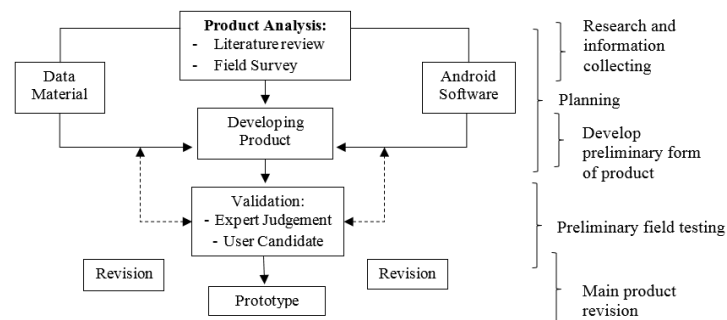 Product Analysis:
- Literature review
- Field Survey
Data
Material
Android
Software
Developing
Product
Validation:
- Expert Judgement
- User Candidate
Revision
Revision
Prototype
Research and
information
collecting
Planning
Develop
preliminary form
of product
Preliminary field testing
Main product
revision